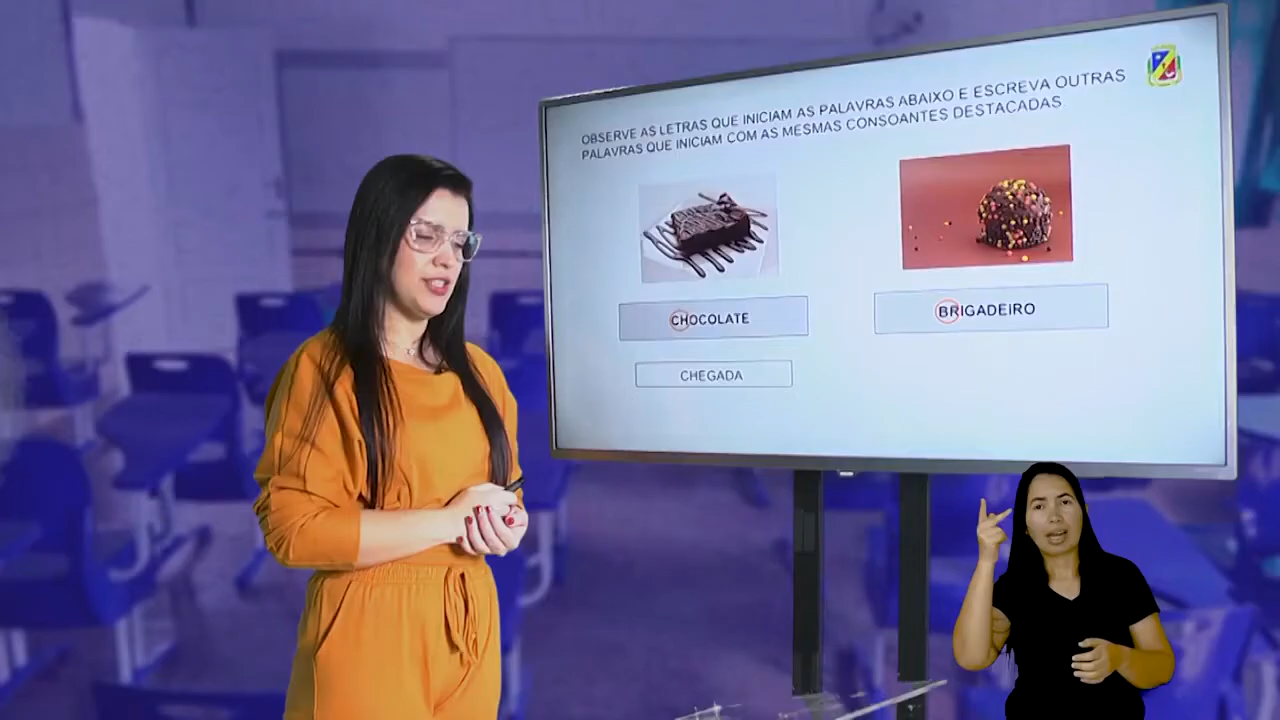 OBSERVE AS LETRAS QUE INICIAM AS PALAVRAS ABAIXO E ESCREVA OUTRAS
PALAVRAS QUE INICIAM COM AS MESMAS CONSOANTES DESTACADAS
CHOCOLATE
BRIGADEIRO
CHEGADA